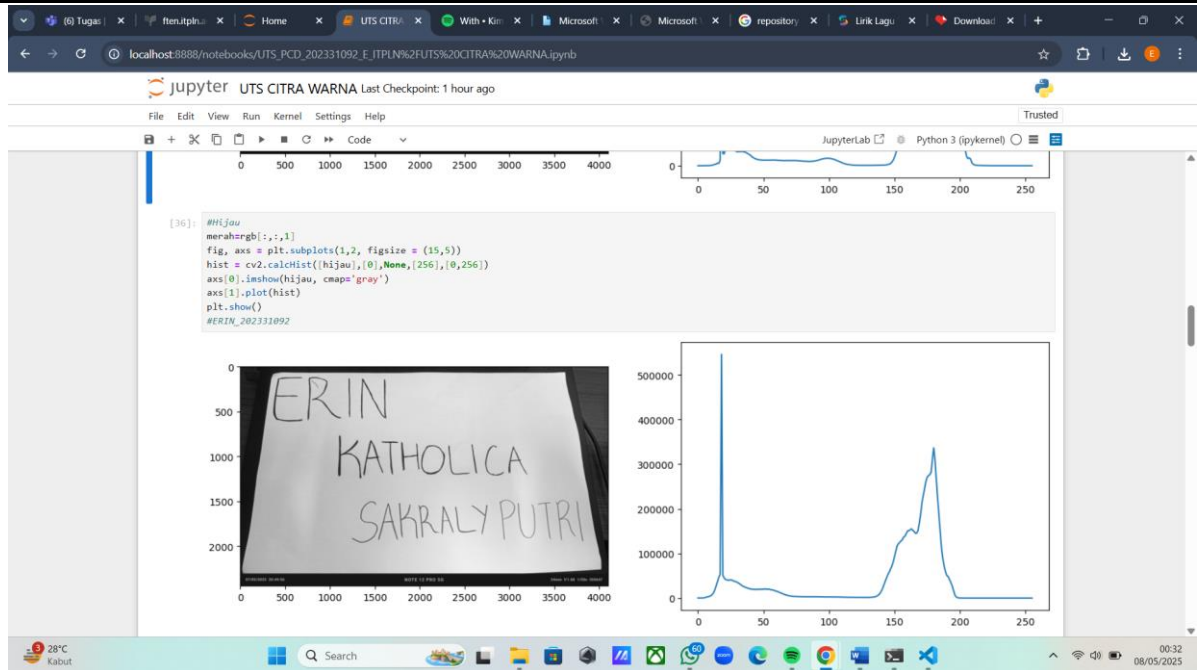 (6) Tugas |
ften.itpln.a
Home
UTS CITRA
With • Kim
Microsoft
Microsoft
repository
Lirik Lagu
Download
localhost:8888/notebooks/UTS_PCD_202331092_E_ITPLN%2FUTS%20CITRA%20WARNA.ipynb
E
jupyter UTS CITRA WARNA Last Checkpoint: 1 hour ago
File Edit View Run Kernel Settings Help
Trusted
Code
JupyterLab
Python 3 (ipykernel)
0 500 1000 1500 2000 2500 3000 3500 4000
0
0 50 100 150 200 250
[36]:
#Hijau
merah=rgb[:,:,1]
fig, axs = plt.subplots(1,2, figsize = (15,5))
hist = cv2.calcHist([hijau],[0],None,[256],[0,256])
axs[0].imshow(hijau, cmap='gray')
axs[1].plot(hist)
plt.show()
#ERIN_202331092
0
500
1000
1500
2000
ERIN
KATHOLICA
SAKRALY PUTRI
NOTE 12 PRO 5G
0 500 1000 1500 2000 2500 3000 3500 4000
500000
400000
300000
200000
100000
0
0 50 100 150 200 250
3
28°C
Kabut
Search
60
00:32
08/05/2025